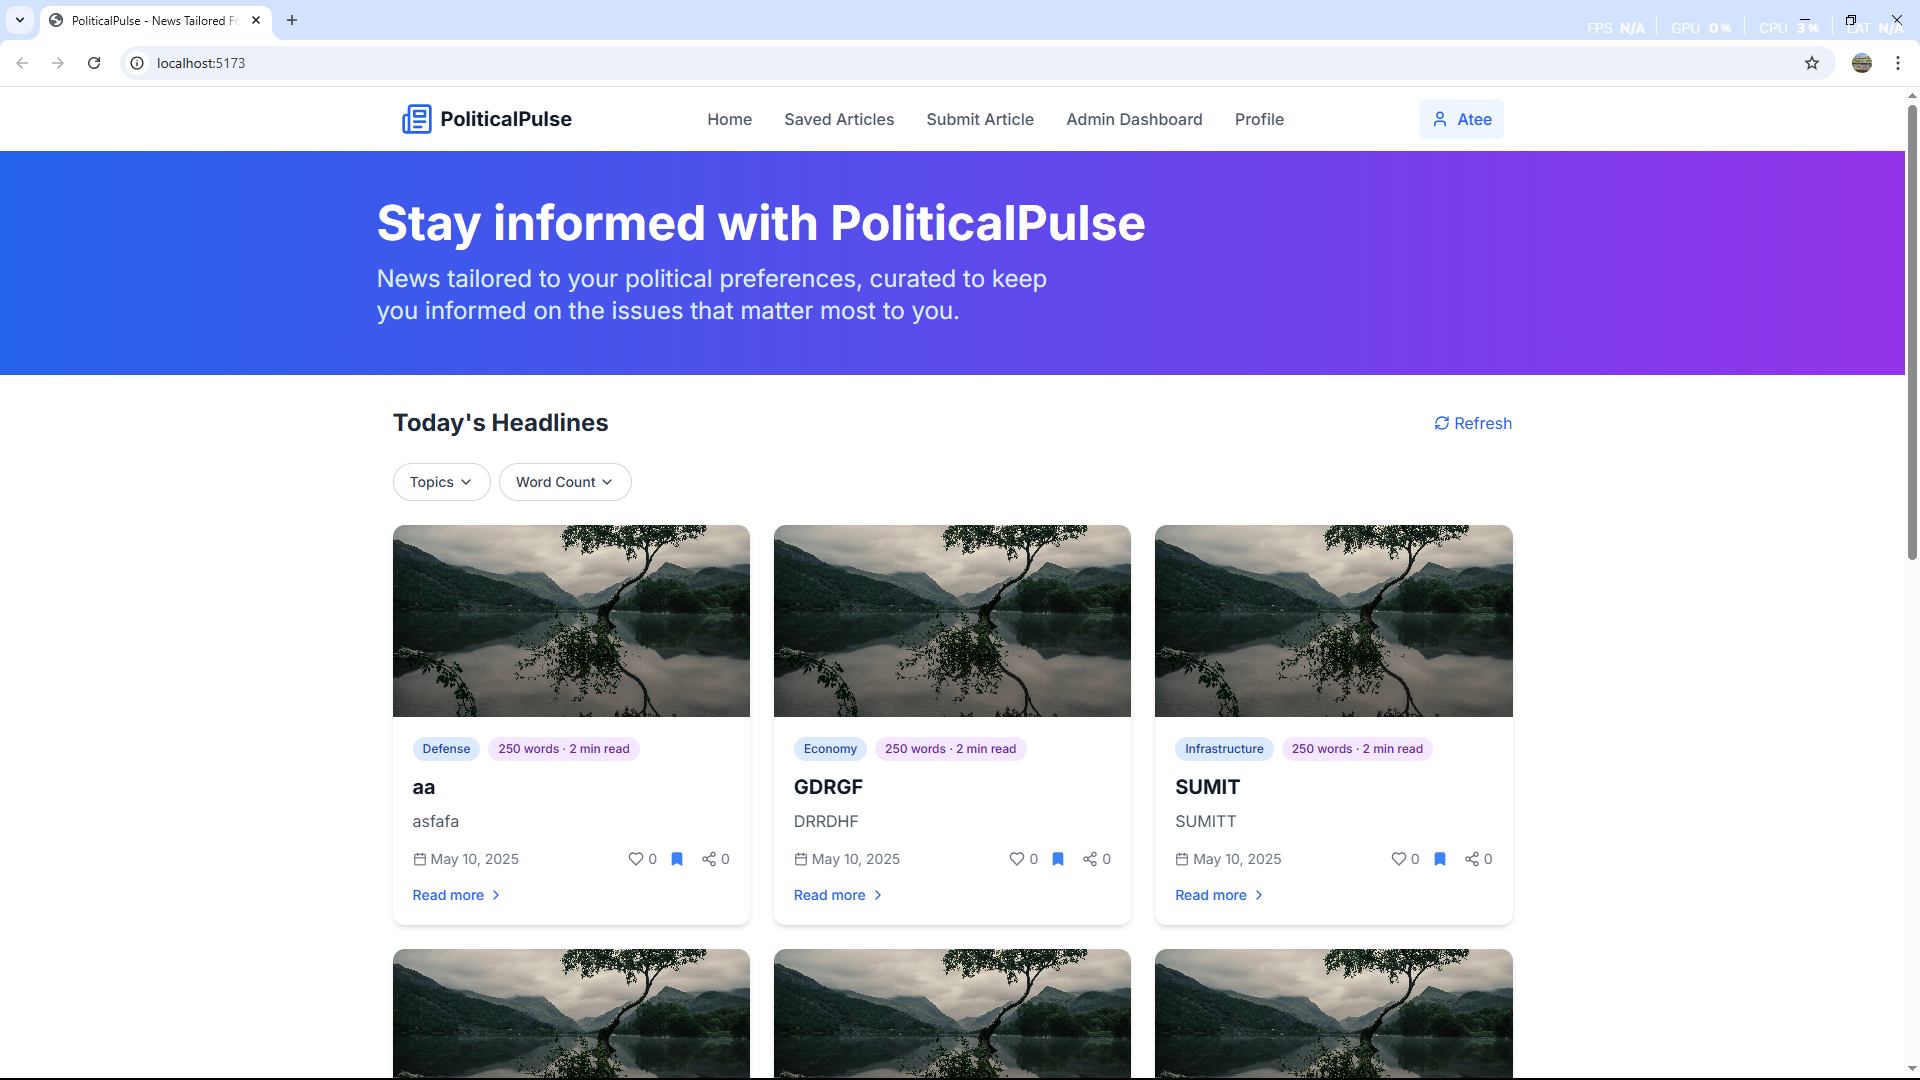 PoliticalPulse - News Tailored Fo
FPS N/A GPU 0% CPU 3% LAT N/A
localhost:5173
PoliticalPulse Home Saved Articles Submit Article Admin Dashboard Profile Atee
Stay informed with PoliticalPulse
News tailored to your political preferences, curated to keep
you informed on the issues that matter most to you.
Today's Headlines Refresh
Topics Word Count
Defense 250 words · 2 min read
aa
asfafa
May 10, 2025 0 0
Read more
Economy 250 words · 2 min read
GDRGF
DRRDHF
May 10, 2025 0 0
Read more
Infrastructure 250 words · 2 min read
SUMIT
SUMITT
May 10, 2025 0 0
Read more